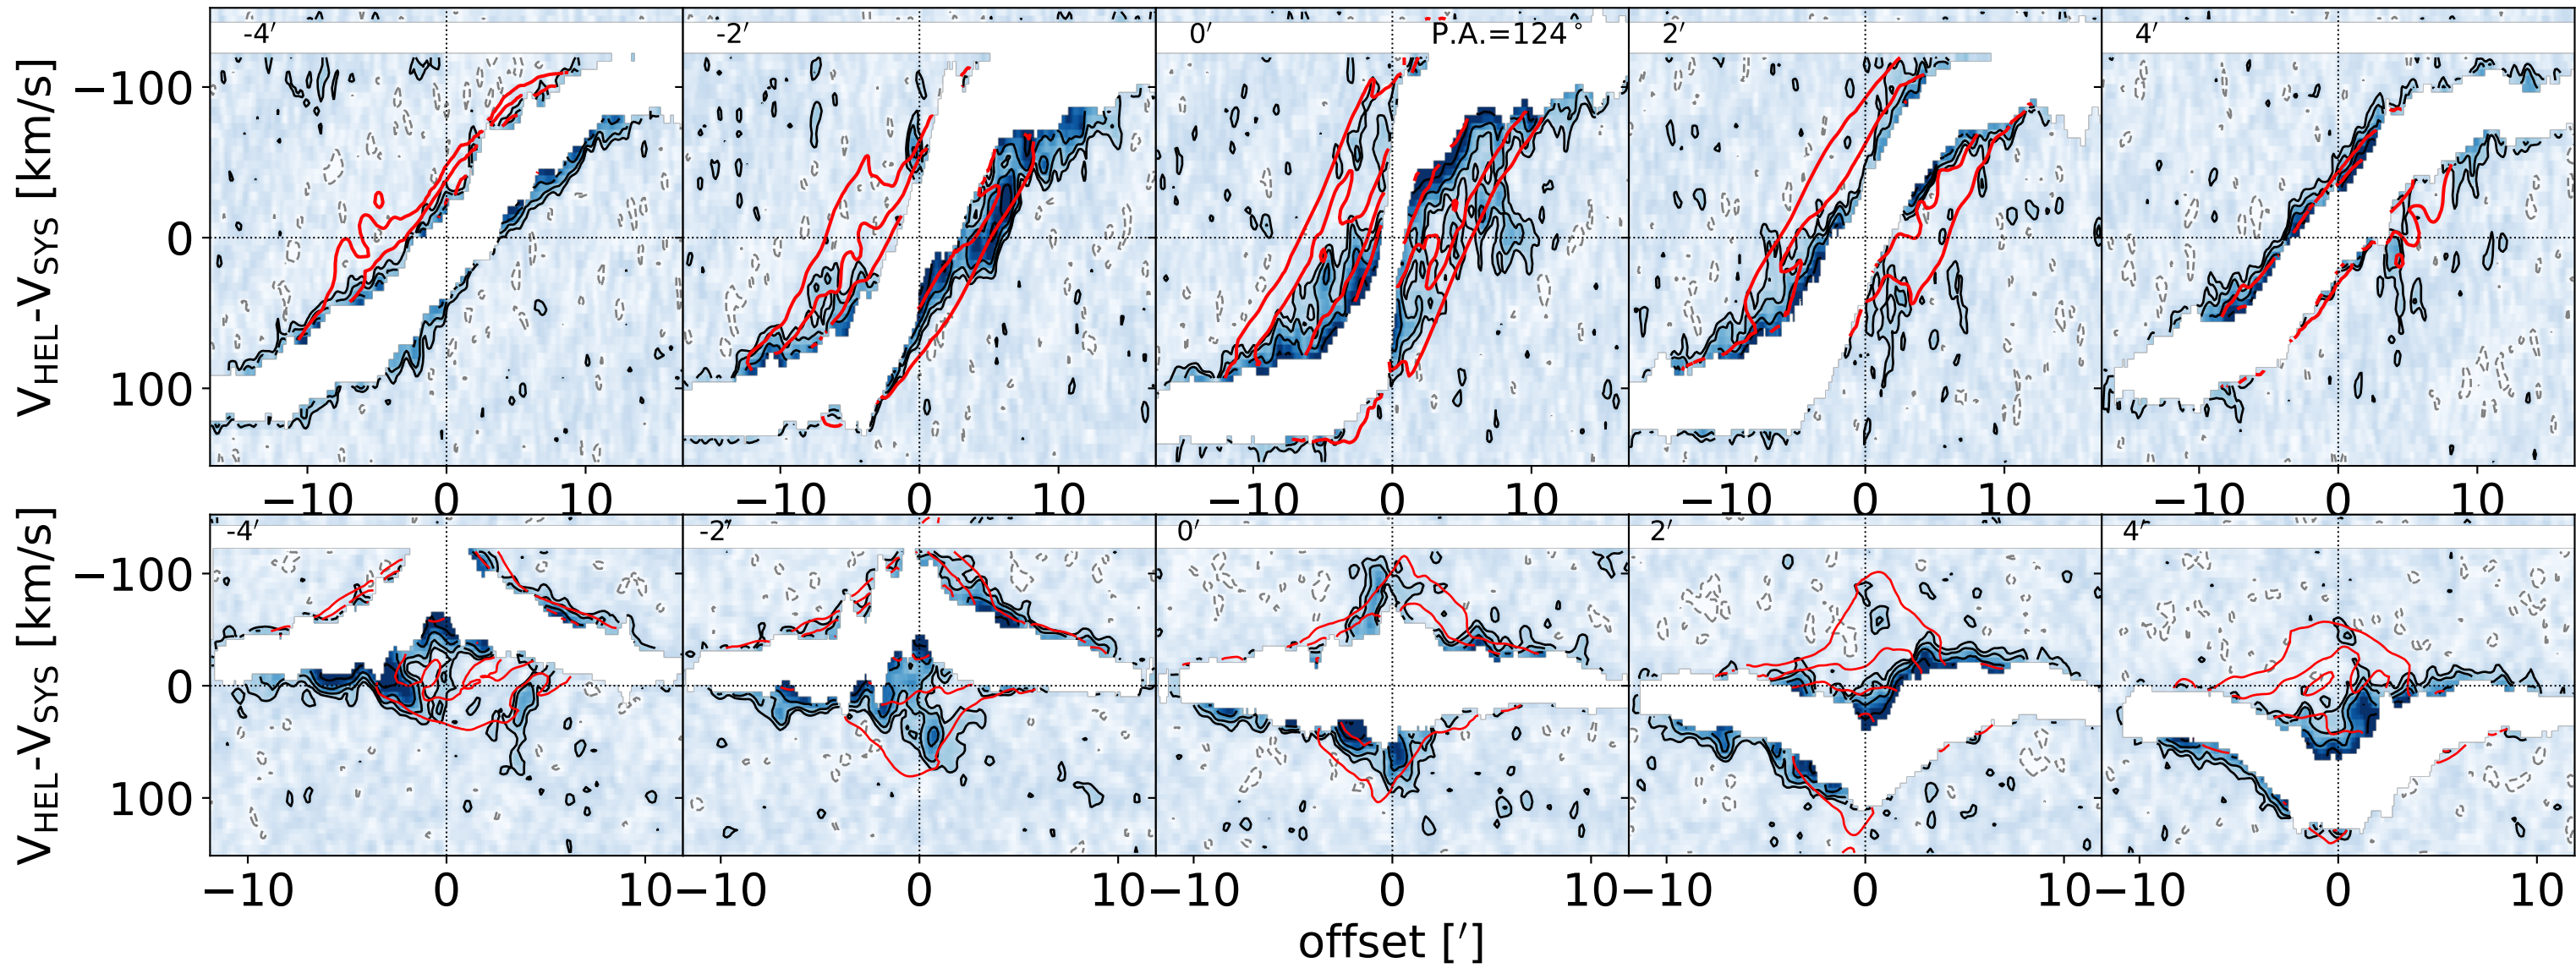 -4′ -2′ 0′ P.A.=124° 2′ 4′
V_HEL-V_SYS [km/s]
−100
0
100
−10 0 10 −10 0 10 −10 0 10 −10 0 10 −10 0 10
-4′ -2′ 0′ 2′ 4′
V_HEL-V_SYS [km/s]
−100
0
100
−10 0 10 −10 0 10 −10 0 10 −10 0 10 −10 0 10
offset [′]